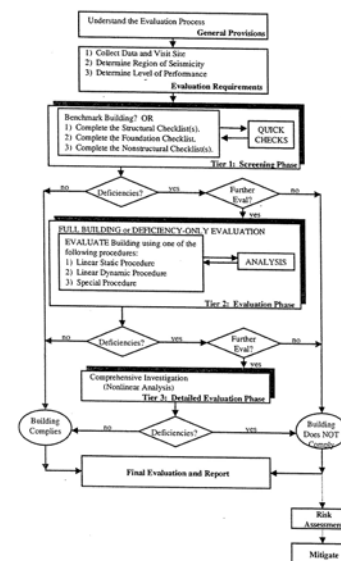 Understand the Evaluation Process
General Provisions
1) Collect Data and Visit Site
2) Determine Region of Seismicity
3) Determine Level of Performance
Evaluation Requirements
Benchmark Building? OR
1) Complete the Structural Checklist(s).
2) Complete the Foundation Checklist.
3) Complete the Nonstructural Checklist(s).
QUICK
CHECKS
Tier 1: Screening Phase
no
Deficiencies?
yes
Further
Eval?
no
yes
FULL BUILDING or DEFICIENCY-ONLY EVALUATION
EVALUATE Building using one of
the following procedures:
1) Linear Static Procedure
2) Linear Dynamic Procedure
3) Special Procedure
ANALYSIS
Tier 2: Evaluation Phase
no
Deficiencies?
yes
Further
Eval?
no
yes
Comprehensive Investigation
(Nonlinear Analysis)
Tier 3: Detailed Evaluation Phase
Building
Complies
no
Deficiencies?
yes
Building
Does NOT
Comply
Final Evaluation and Report
Risk
Assessment
Mitigate